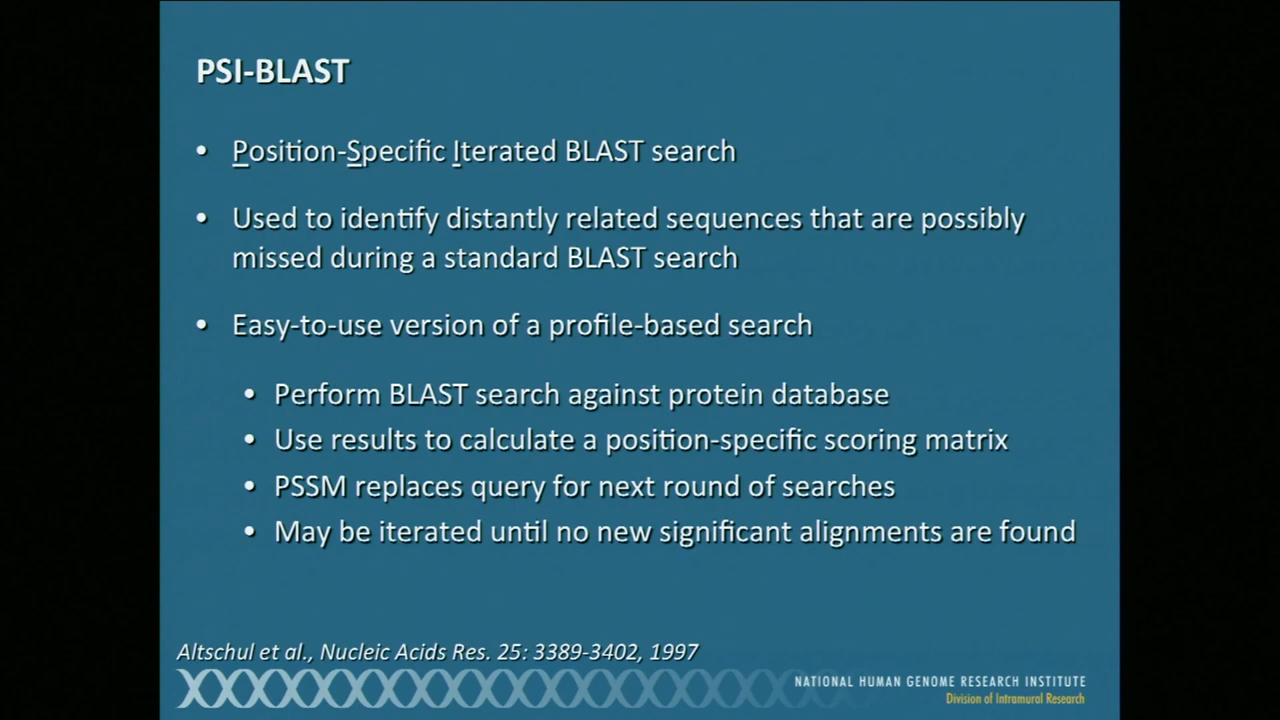 PSI-BLAST
• Position-Specific Iterated BLAST search
• Used to identify distantly related sequences that are possibly
missed during a standard BLAST search
• Easy-to-use version of a profile-based search
• Perform BLAST search against protein database
• Use results to calculate a position-specific scoring matrix
• PSSM replaces query for next round of searches
• May be iterated until no new significant alignments are found
Altschul et al., Nucleic Acids Res. 25: 3389-3402, 1997
NATIONAL HUMAN GENOME RESEARCH INSTITUTE
Division of Intramural Research